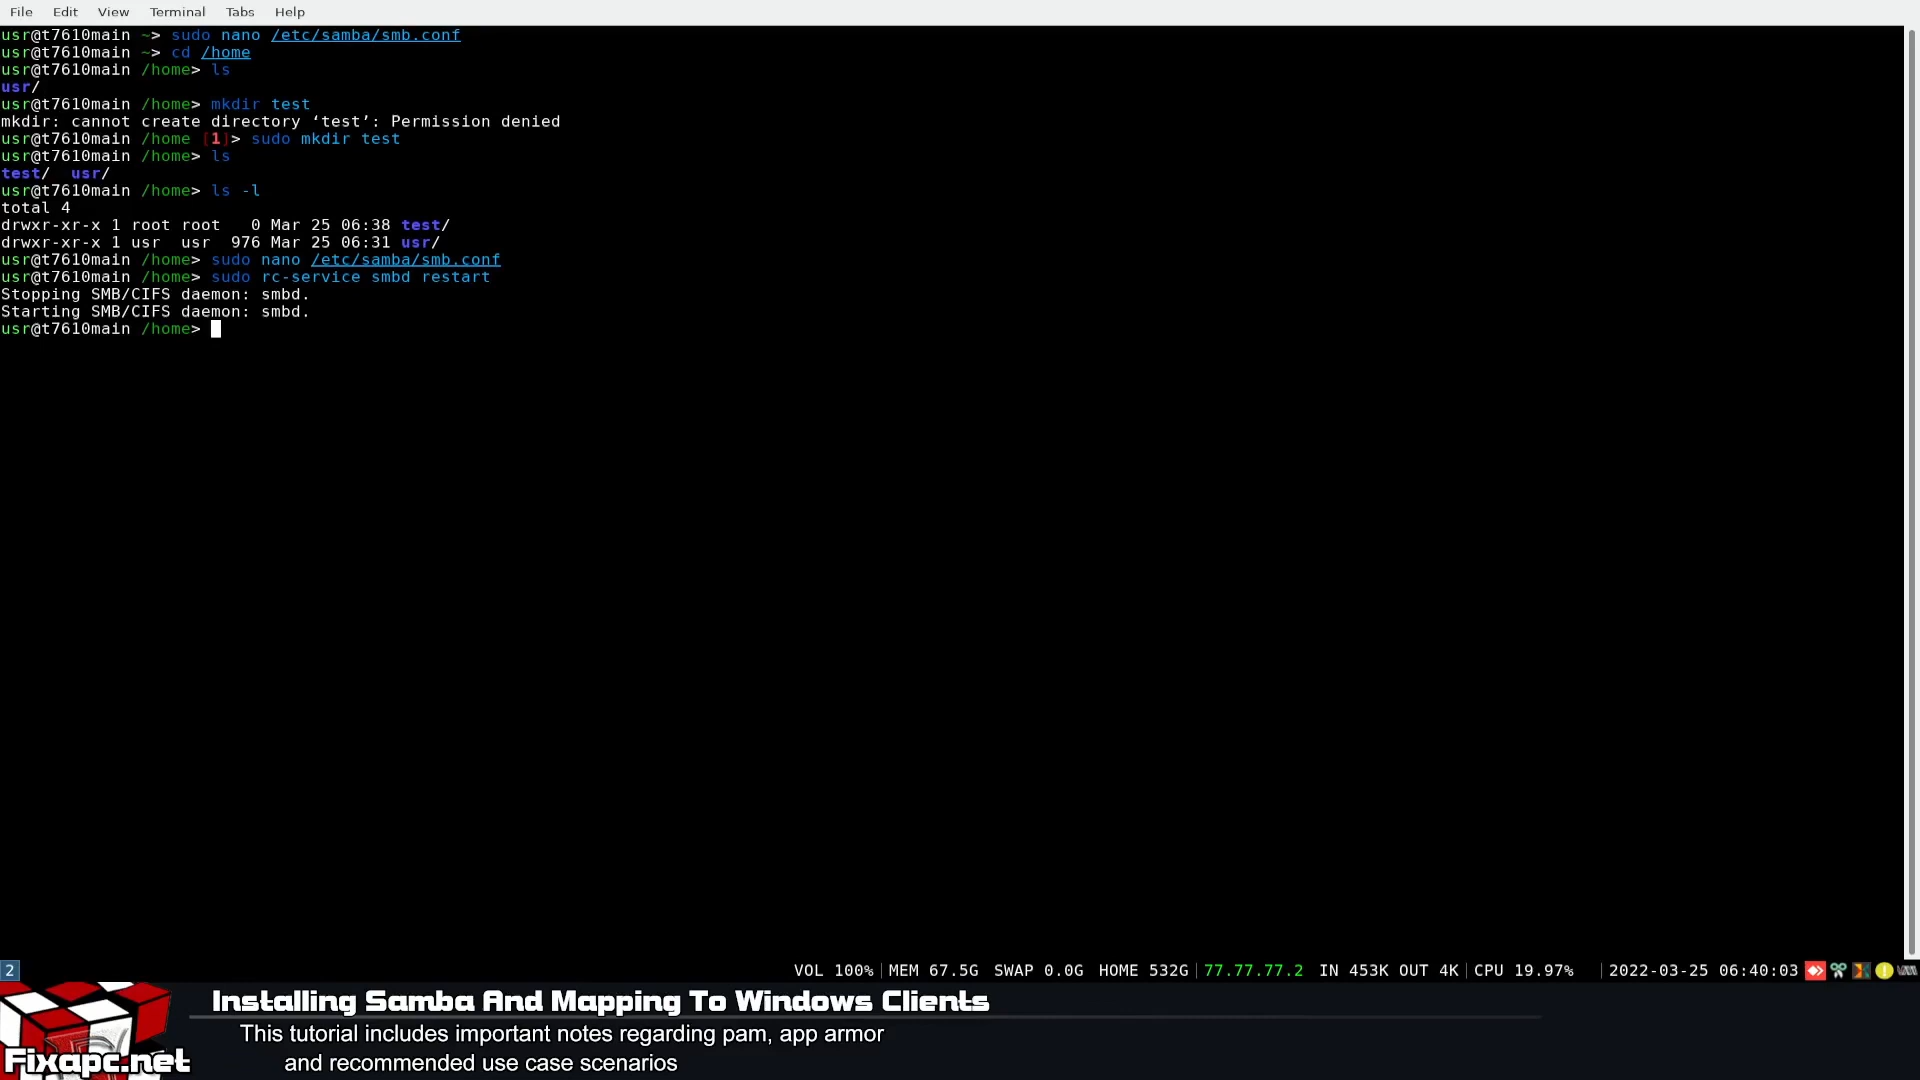 File Edit View Terminal Tabs Help
usr@t7610main ~> sudo nano /etc/samba/smb.conf
usr@t7610main ~> cd /home
usr@t7610main /home> ls
usr/
usr@t7610main /home> mkdir test
mkdir: cannot create directory ‘test’: Permission denied
usr@t7610main /home [1]> sudo mkdir test
usr@t7610main /home> ls
test/  usr/
usr@t7610main /home> ls -l
total 4
drwxr-xr-x 1 root root   0 Mar 25 06:38 test/
drwxr-xr-x 1 usr  usr  976 Mar 25 06:31 usr/
usr@t7610main /home> sudo nano /etc/samba/smb.conf
usr@t7610main /home> sudo rc-service smbd restart
Stopping SMB/CIFS daemon: smbd.
Starting SMB/CIFS daemon: smbd.
usr@t7610main /home>
2 VOL 100% | MEM 67.5G SWAP 0.0G HOME 532G | 77.77.77.2 IN 453K OUT 4K | CPU 19.97% | 2022-03-25 06:40:03
Installing Samba And Mapping To Windows Clients
This tutorial includes important notes regarding pam, app armor
and recommended use case scenarios
Fixapc.net